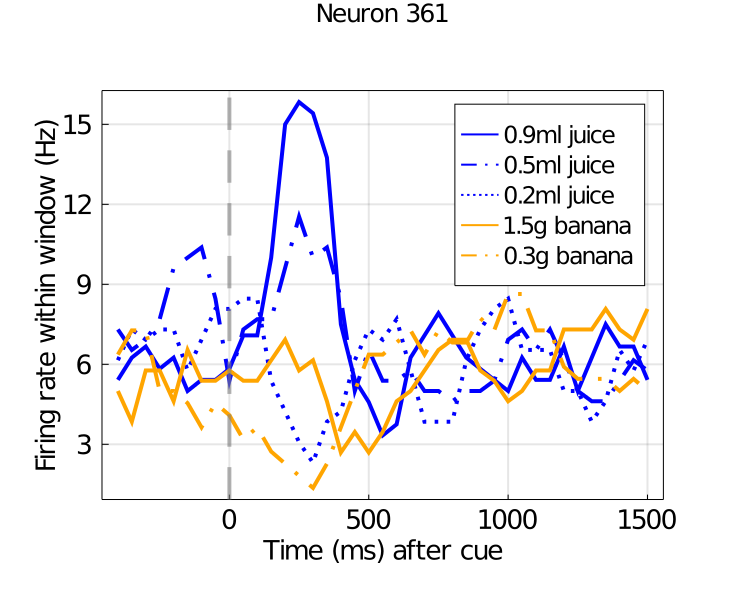 Neuron 361
Firing rate within window (Hz)
15
12
9
6
3
0.9ml juice
0.5ml juice
0.2ml juice
1.5g banana
0.3g banana
0 500 1000 1500
Time (ms) after cue